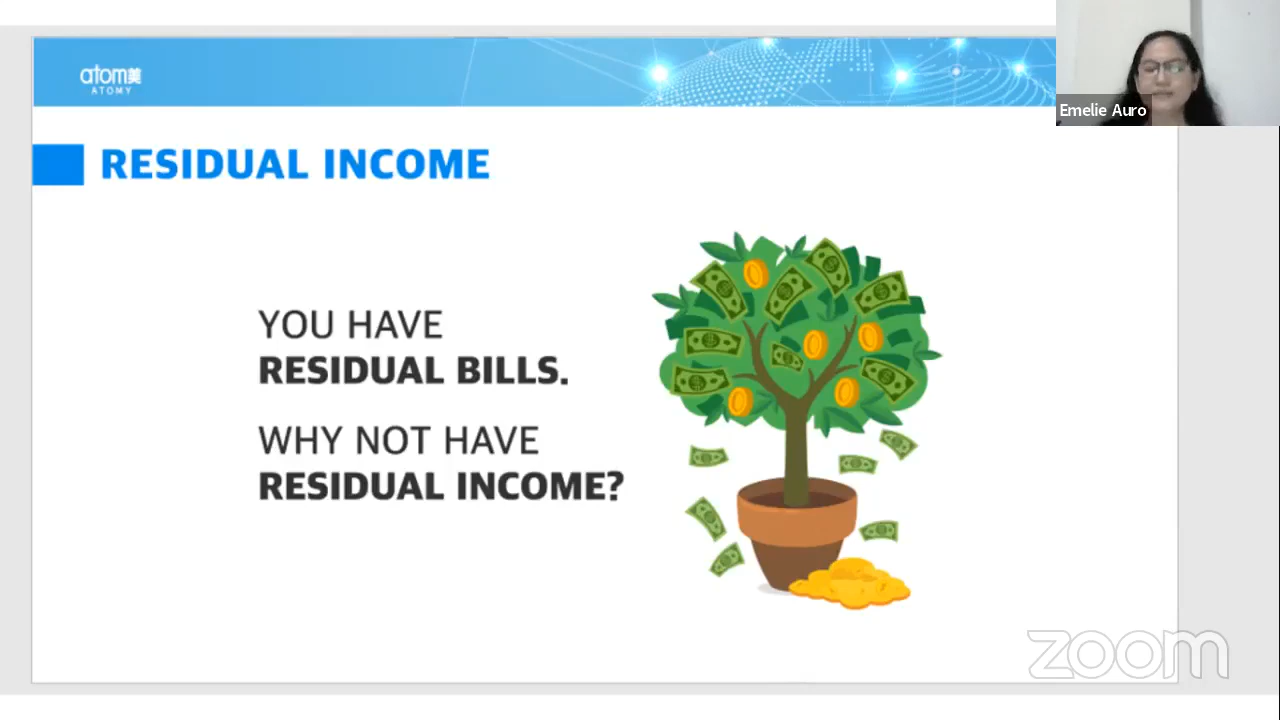 atom美
ATOMY
Emelie Auro
RESIDUAL INCOME
YOU HAVE
RESIDUAL BILLS.
WHY NOT HAVE
RESIDUAL INCOME?
zoom